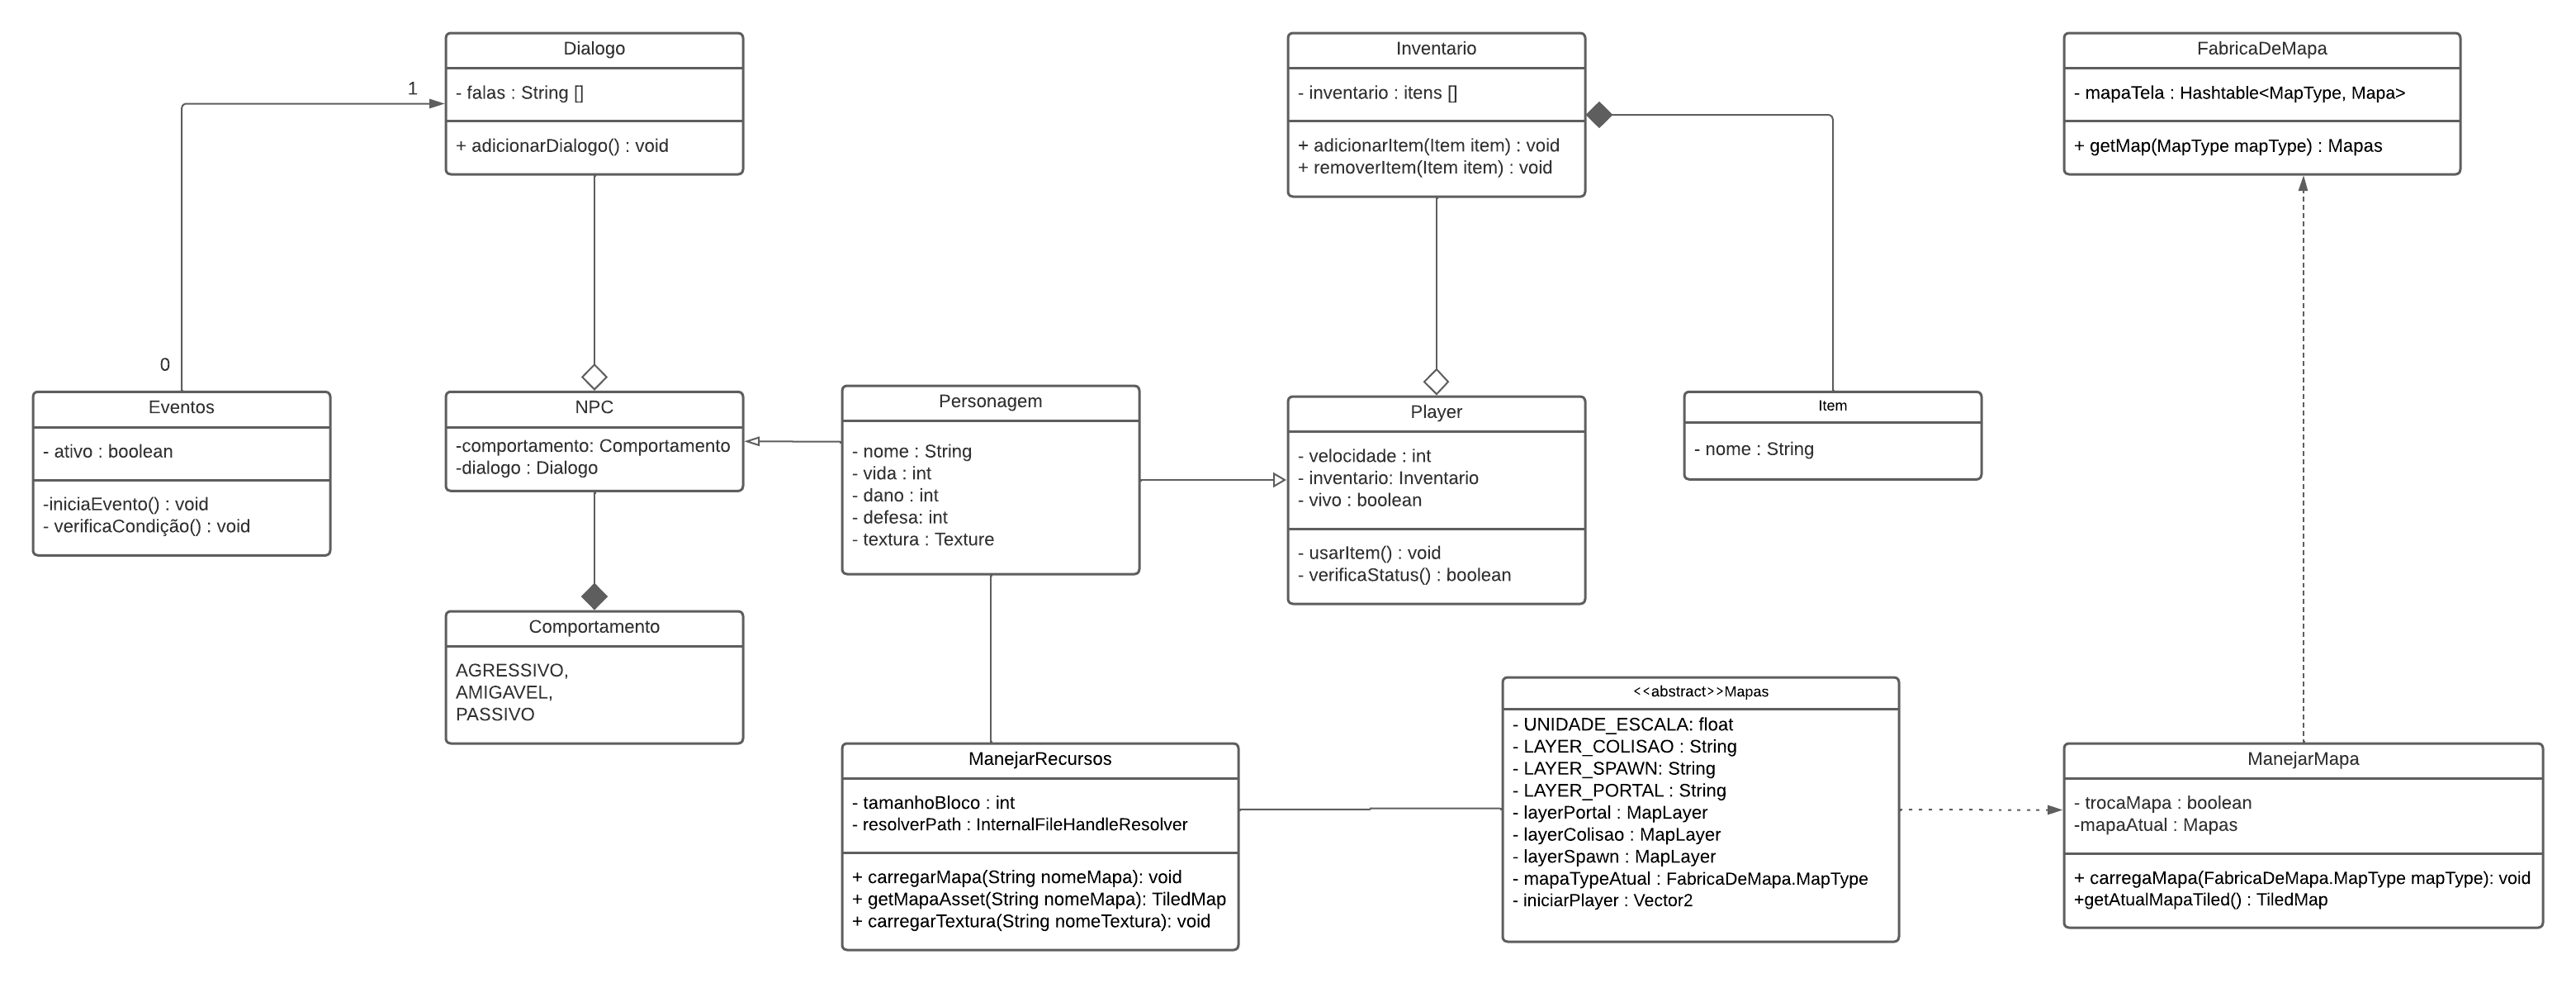 Dialogo
- falas : String []
+ adicionarDialogo() : void
1
0
Eventos
- ativo : boolean
-iniciaEvento() : void
- verificaCondição() : void
NPC
-comportamento: Comportamento
-dialogo : Dialogo
Comportamento
AGRESSIVO,
AMIGAVEL,
PASSIVO
Personagem
- nome : String
- vida : int
- dano : int
- defesa: int
- textura : Texture
Inventario
- inventario : itens []
+ adicionarItem(Item item) : void
+ removerItem(Item item) : void
Player
- velocidade : int
- inventario: Inventario
- vivo : boolean
- usarItem() : void
- verificaStatus() : boolean
Item
- nome : String
ManejarRecursos
- tamanhoBloco : int
- resolverPath : InternalFileHandleResolver
+ carregarMapa(String nomeMapa): void
+ getMapaAsset(String nomeMapa): TiledMap
+ carregarTextura(String nomeTextura): void
<<abstract>>Mapas
- UNIDADE_ESCALA: float
- LAYER_COLISAO : String
- LAYER_SPAWN: String
- LAYER_PORTAL : String
- layerPortal : MapLayer
- layerColisao : MapLayer
- layerSpawn : MapLayer
- mapaTypeAtual : FabricaDeMapa.MapType
- iniciarPlayer : Vector2
FabricaDeMapa
- mapaTela : Hashtable<MapType, Mapa>
+ getMap(MapType mapType) : Mapas
ManejarMapa
- trocaMapa : boolean
-mapaAtual : Mapas
+ carregaMapa(FabricaDeMapa.MapType mapType): void
+getAtualMapaTiled() : TiledMap